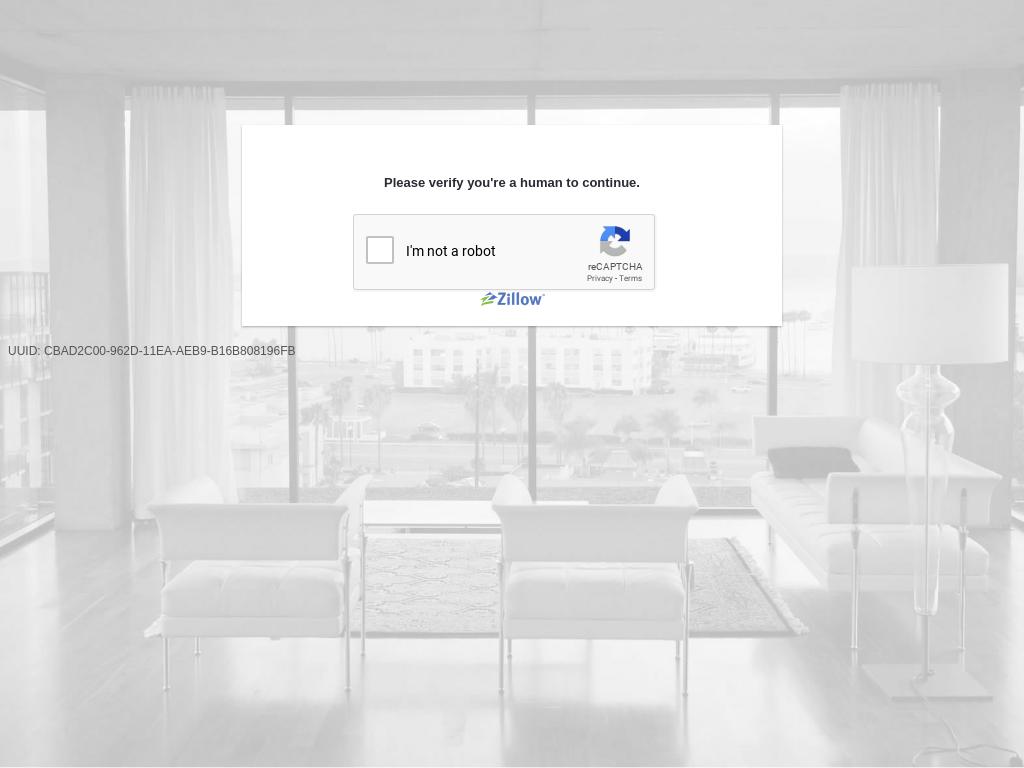 Please verify you're a human to continue.
I'm not a robot
reCAPTCHA
Privacy - Terms
Zillow
UUID: CBAD2C00-962D-11EA-AEB9-B16B808196FB